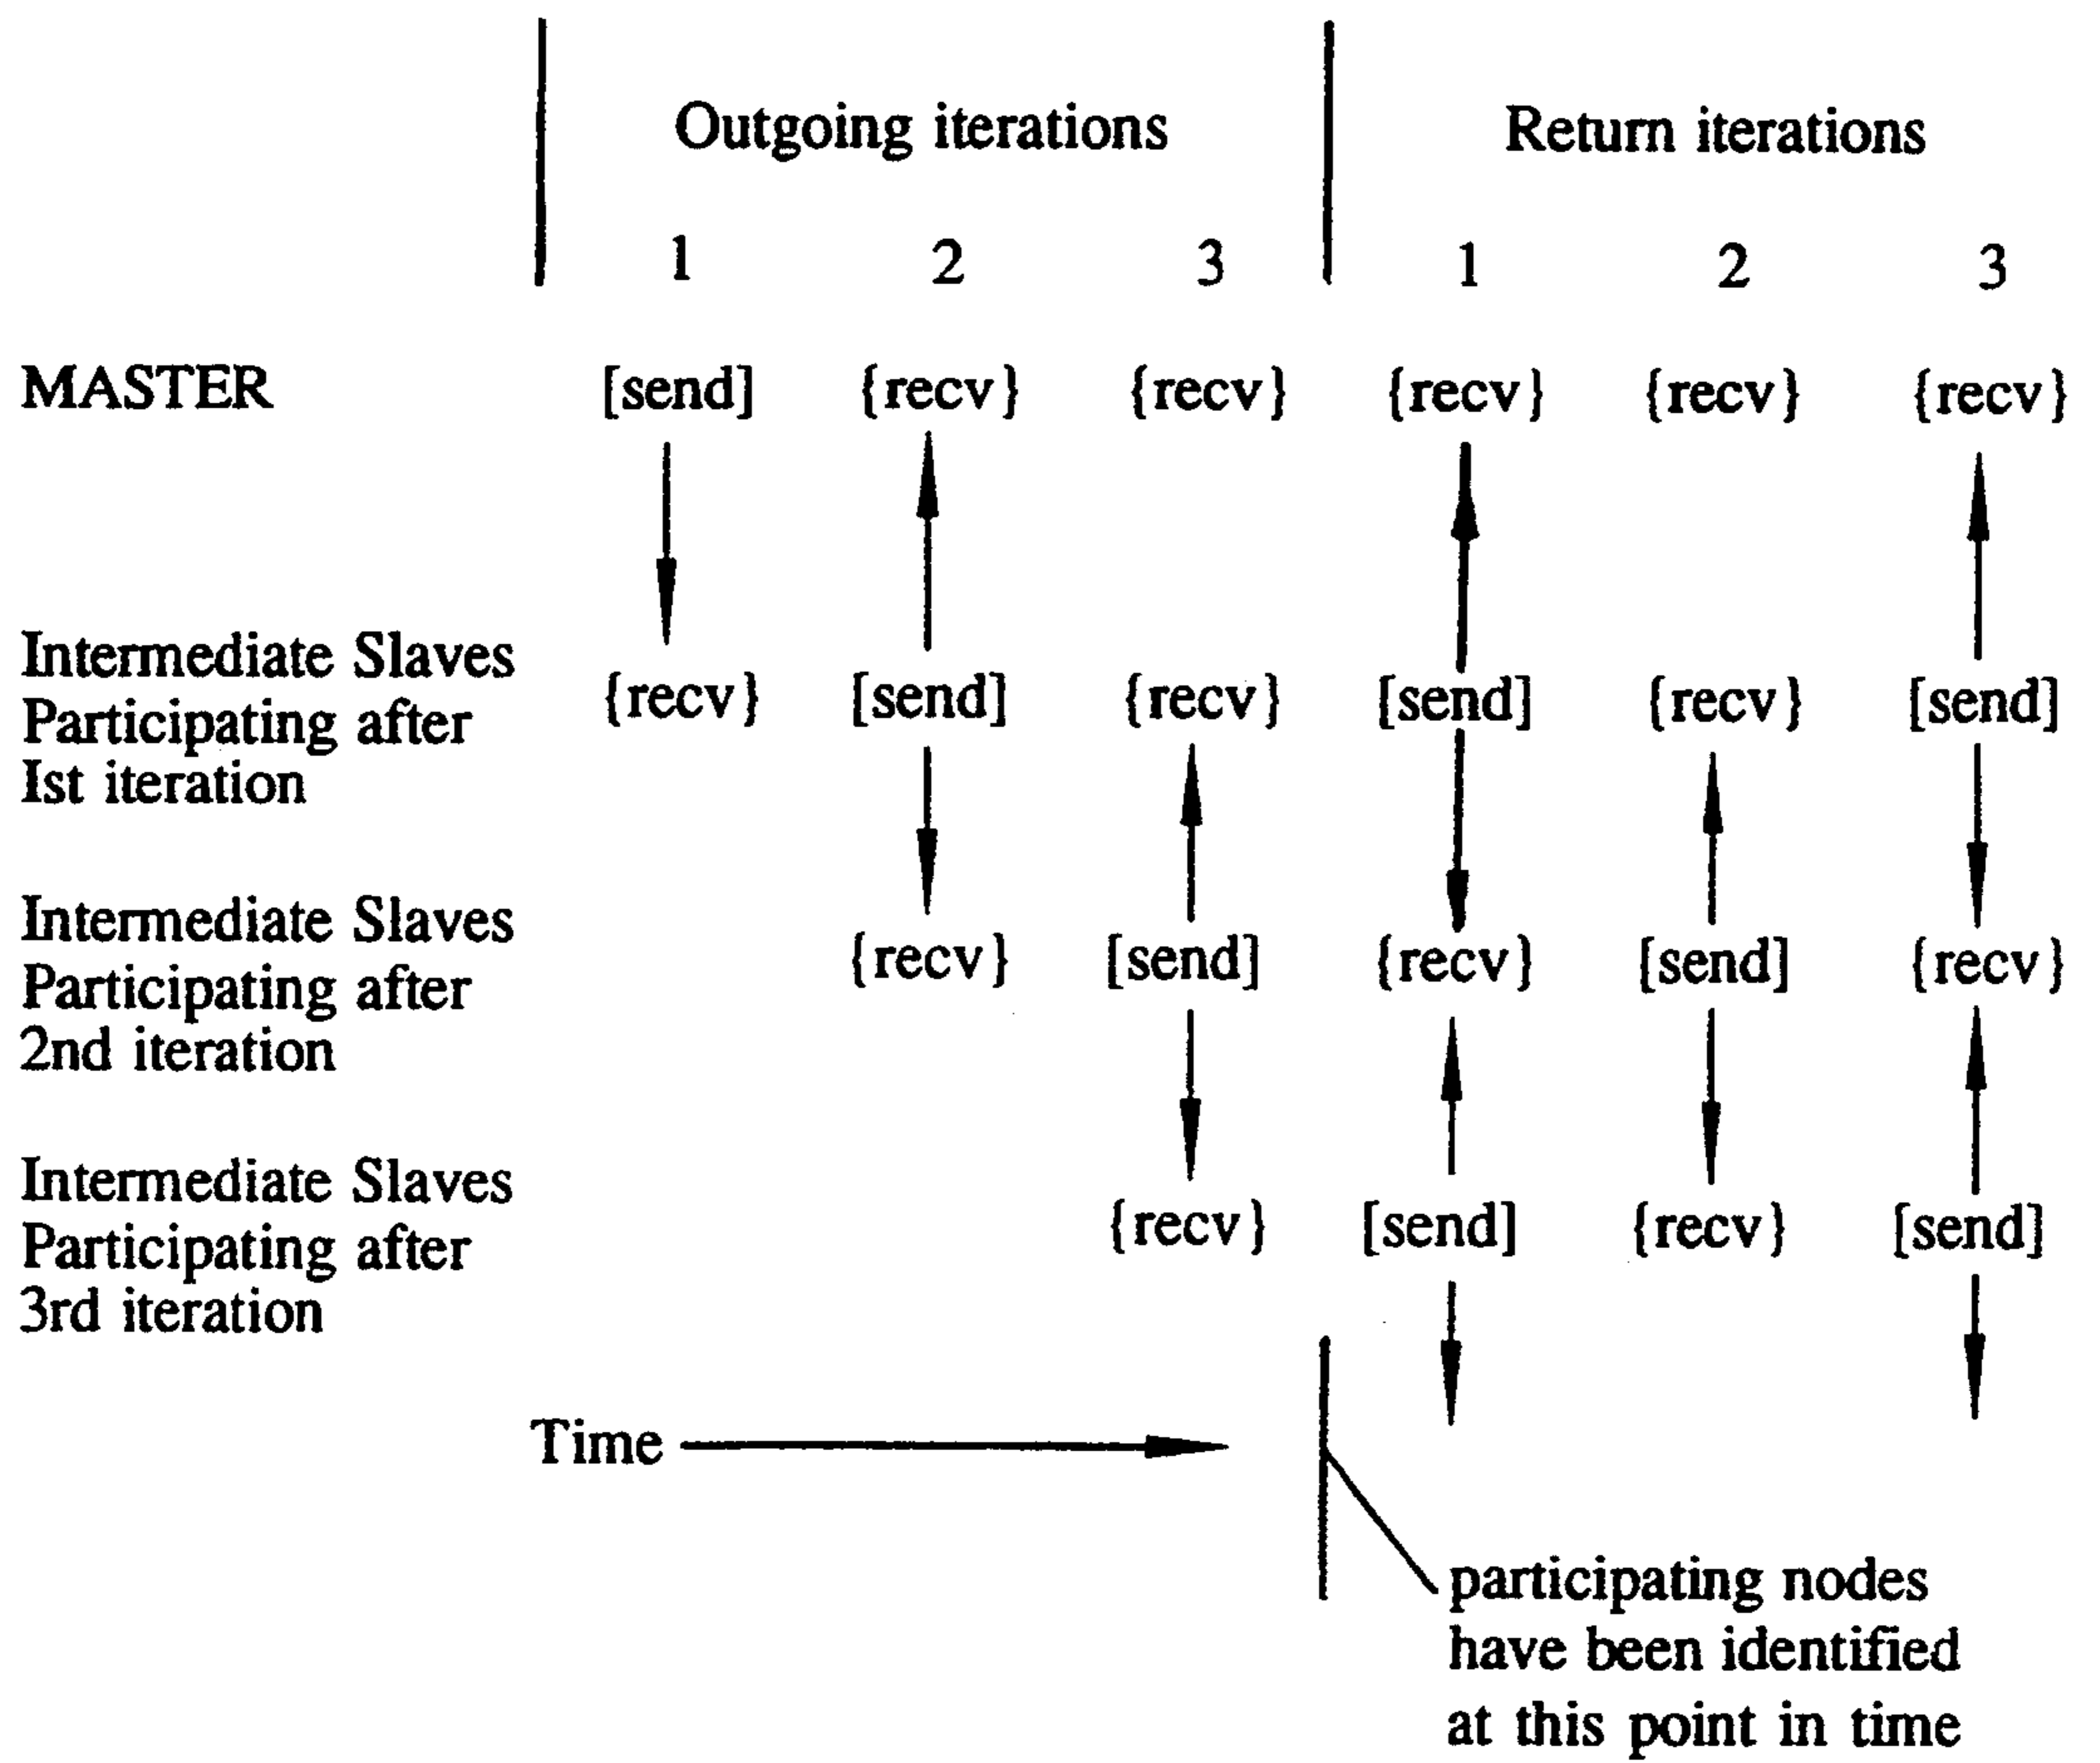 Outgoing iterations Return iterations
1 2 3 1 2 3
MASTER [send] {recv} {recv} {recv} {recv} {recv}
Intermediate Slaves
Participating after {recv} [send] {recv} [send] {recv} [send]
Ist iteration
Intermediate Slaves
Participating after {recv} [send] {recv} [send] {recv}
2nd iteration
Intermediate Slaves
Participating after {recv} [send] {recv} [send]
3rd iteration
Time
participating nodes
have been identified
at this point in time